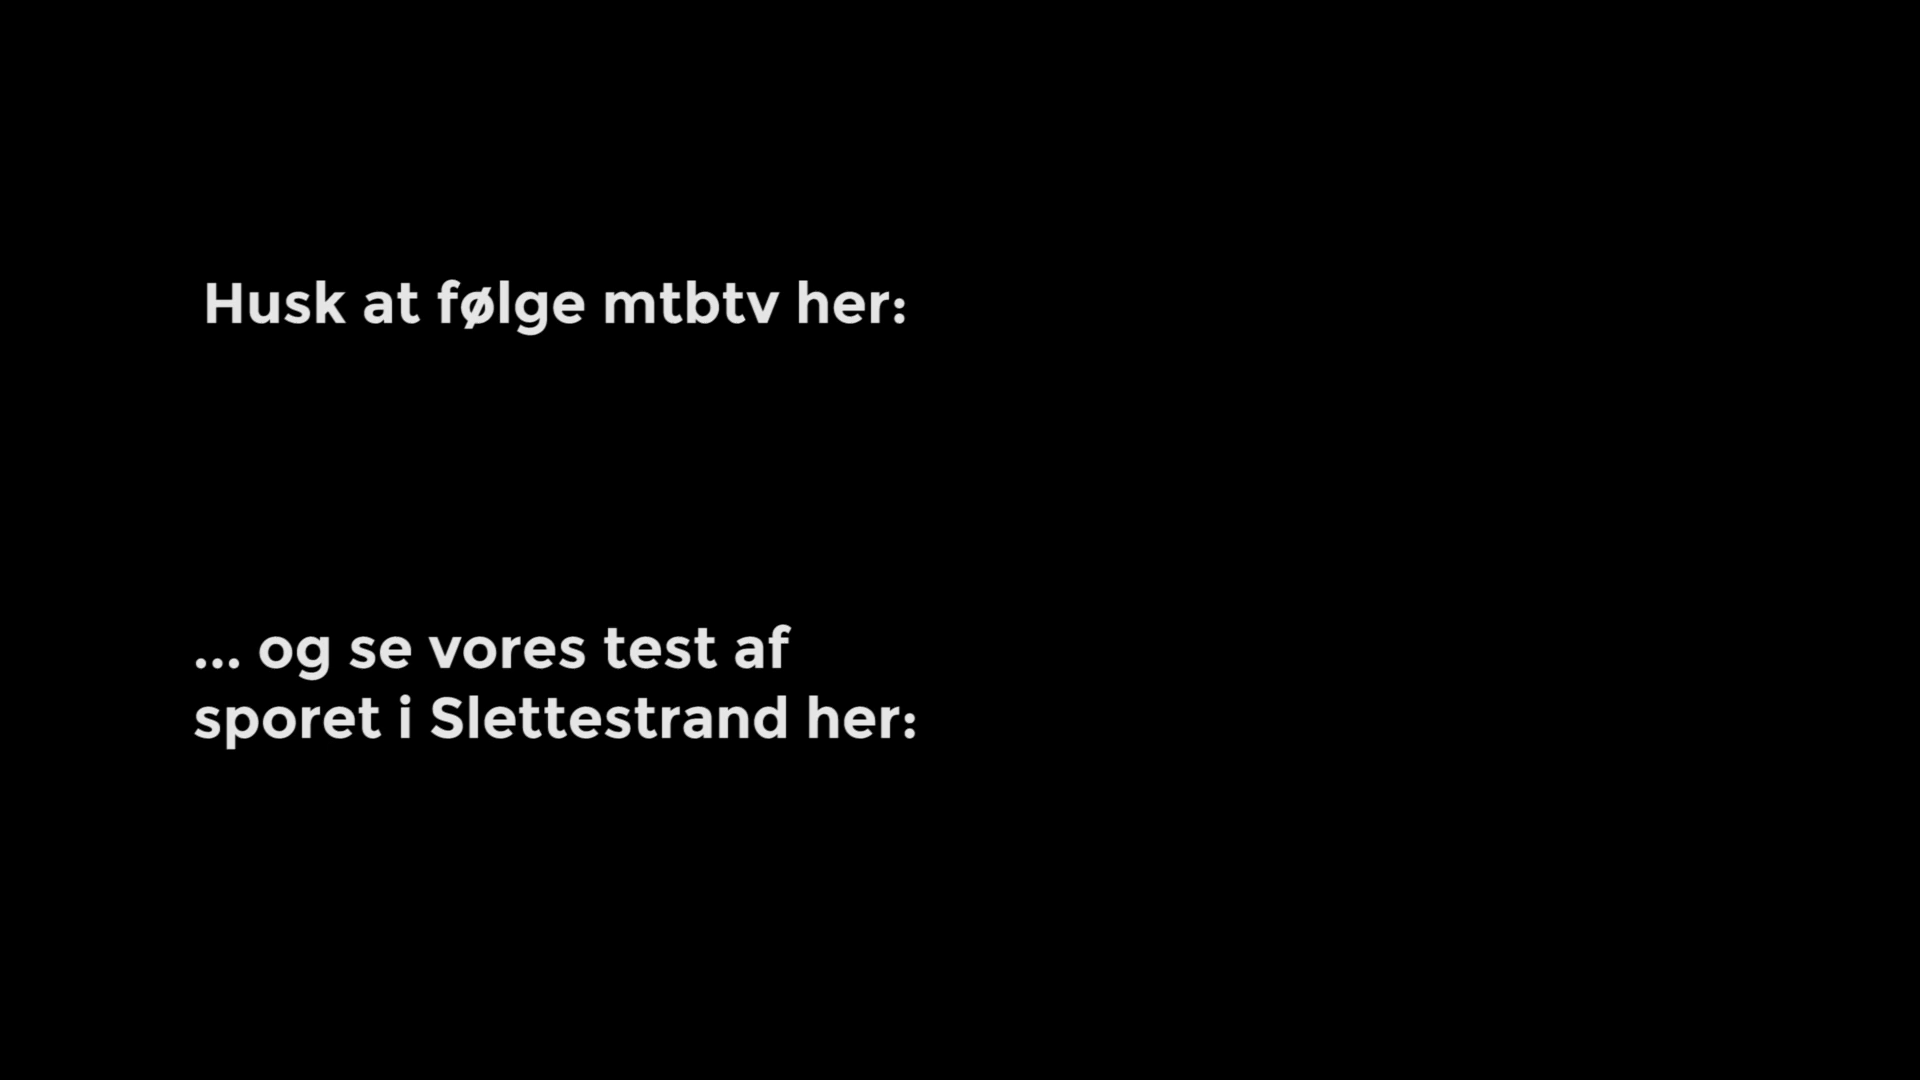 Husk at følge mtbtv her:
... og se vores test af
sporet i Slettestrand her: